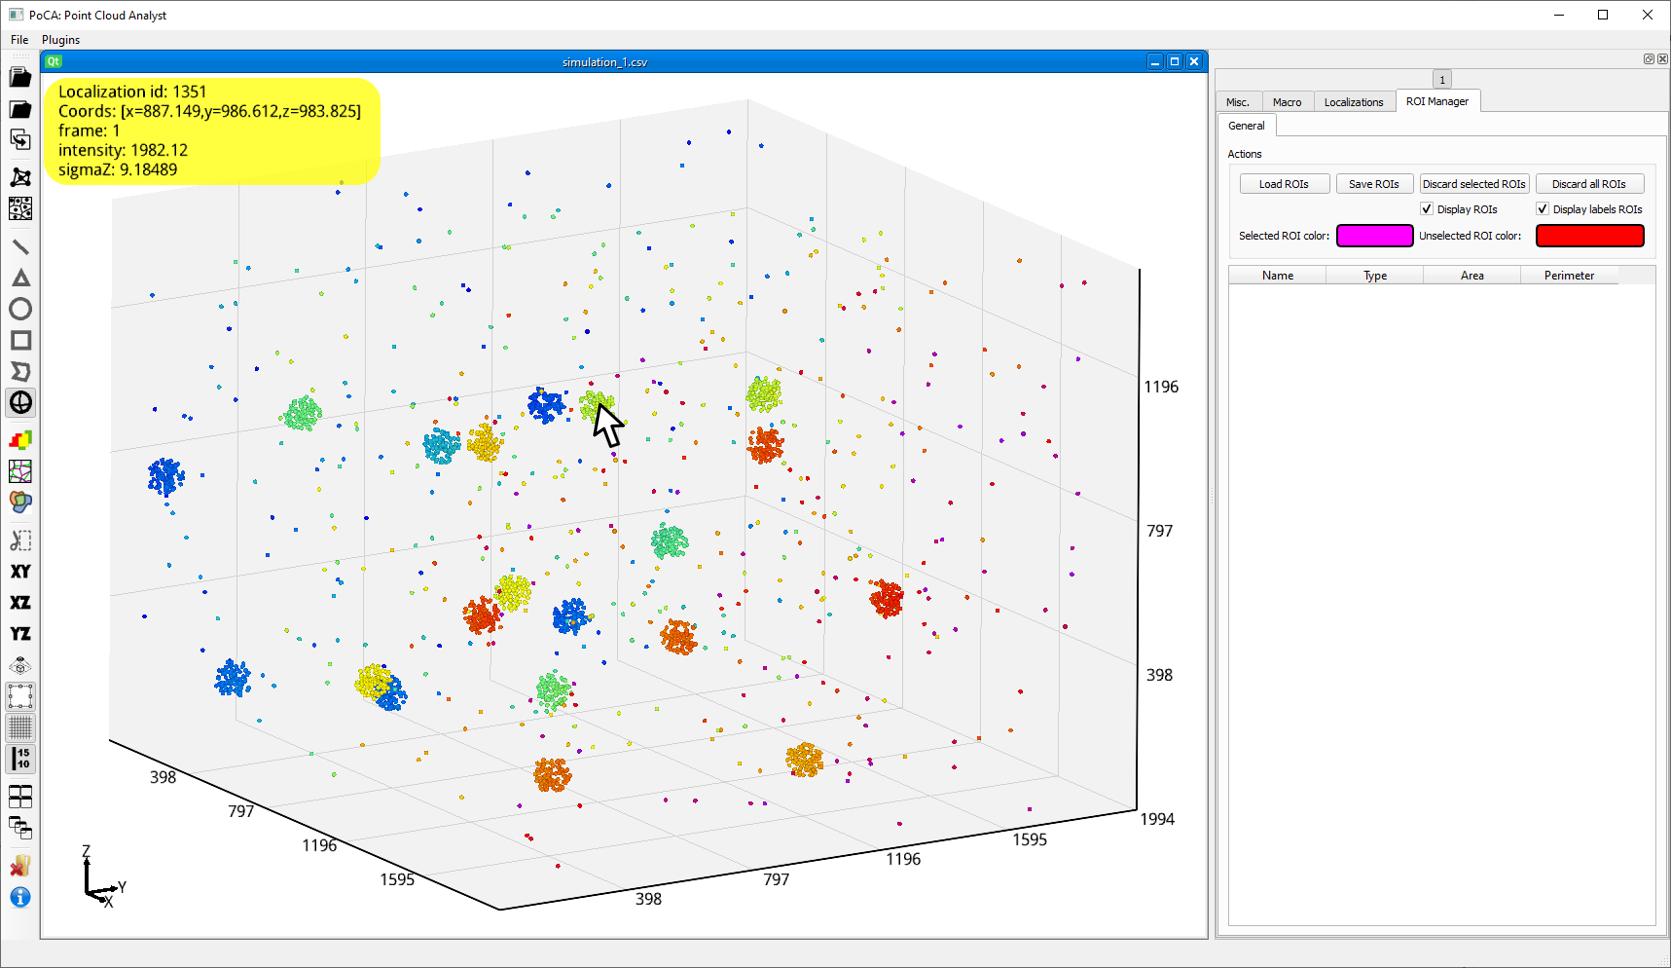 PoCA: Point Cloud Analyst
File Plugins
Qt simulation_1.csv
Localization id: 1351
Coords: [x=887.149,y=986.612,z=983.825]
frame: 1
intensity: 1982.12
sigmaZ: 9.18489
1
Misc. Macro Localizations ROI Manager
General
Actions
Load ROIs Save ROIs Discard selected ROIs Discard all ROIs
Display ROIs Display labels ROIs
Selected ROI color: Unselected ROI color:
Name Type Area Perimeter
XY
XZ
YZ
15
10
1196
797
398
1994
398
797
1196
1595
398
797
1196
1595
Z
Y
X